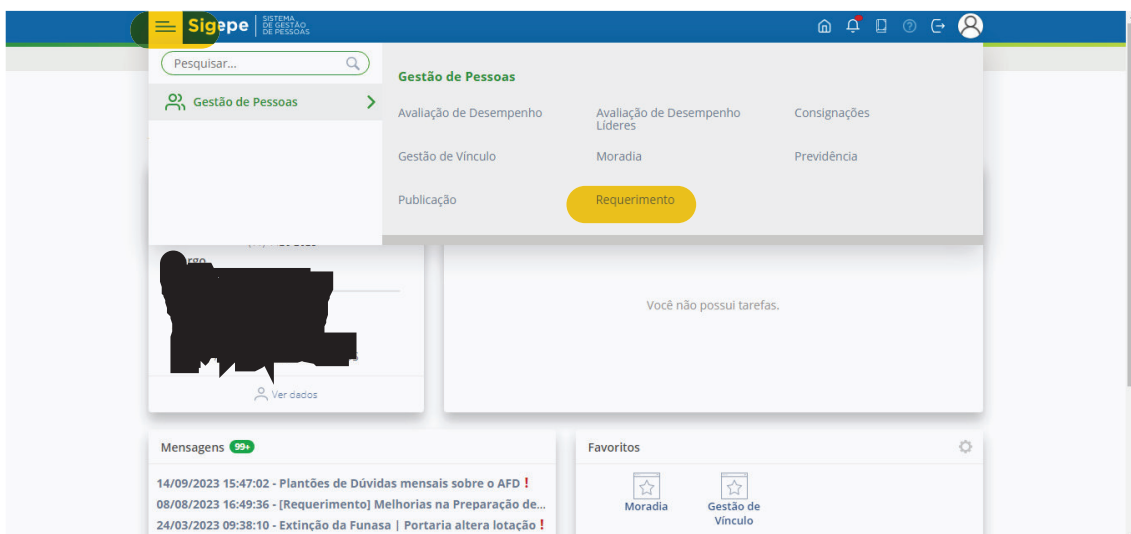 Sigepe | SISTEMA DE GESTÃO DE PESSOAS
Pesquisar...
Gestão de Pessoas
Gestão de Pessoas
Avaliação de Desempenho
Avaliação de Desempenho
Líderes
Consignações
Gestão de Vínculo
Moradia
Previdência
Publicação
Requerimento
Você não possui tarefas.
Ver dados
Mensagens 99+
14/09/2023 15:47:02 - Plantões de Dúvidas mensais sobre o AFD !
08/08/2023 16:49:36 - [Requerimento] Melhorias na Preparação de...
24/03/2023 09:38:10 - Extinção da Funasa | Portaria altera lotação !
Favoritos
Moradia
Gestão de
Vínculo